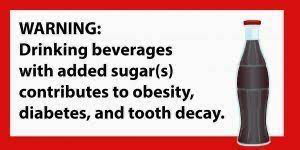 WARNING:
Drinking beverages
with added sugar(s)
contributes to obesity,
diabetes, and tooth decay.